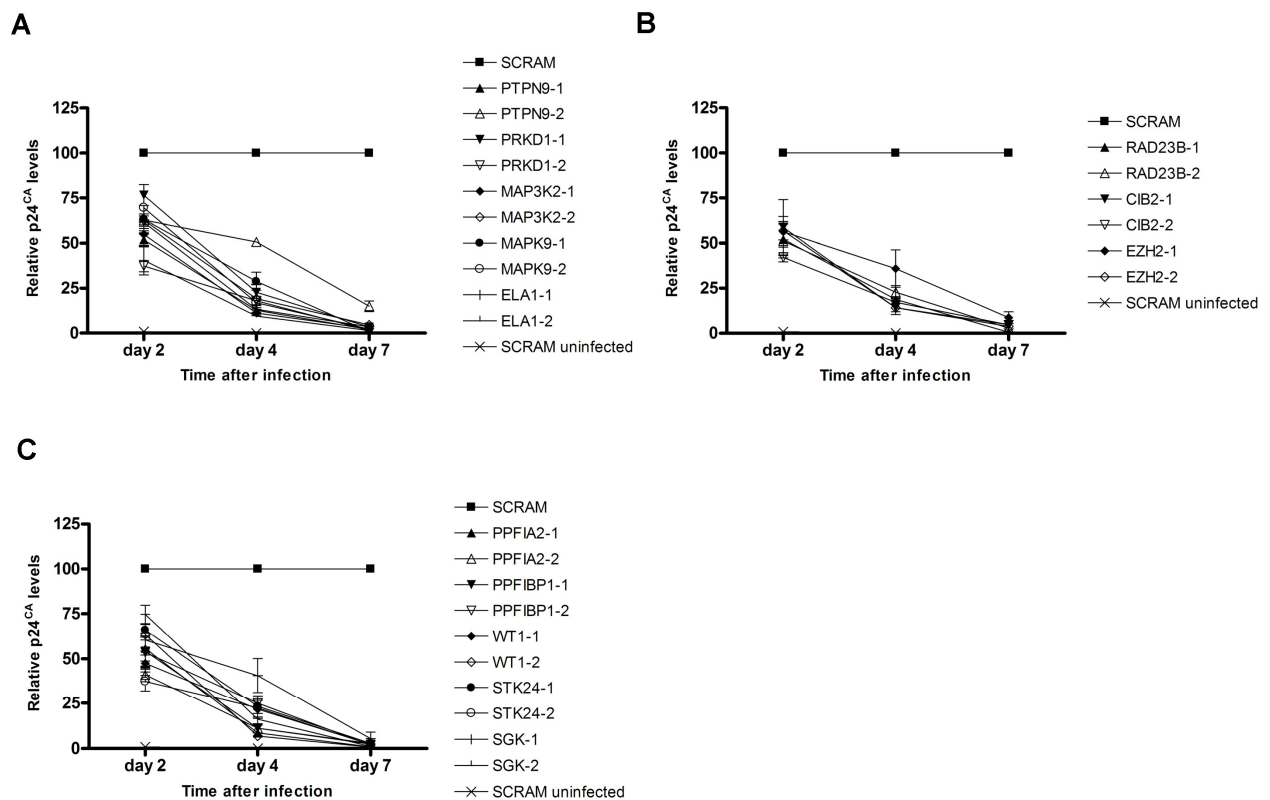 A
125
100
75
50
25
0
Relative p24CA levels
day 2 day 4 day 7
Time after infection
SCRAM
PTPN9-1
PTPN9-2
PRKD1-1
PRKD1-2
MAP3K2-1
MAP3K2-2
MAPK9-1
MAPK9-2
ELA1-1
ELA1-2
SCRAM uninfected
B
125
100
75
50
25
0
Relative p24CA levels
day 2 day 4 day 7
Time after infection
SCRAM
RAD23B-1
RAD23B-2
CIB2-1
CIB2-2
EZH2-1
EZH2-2
SCRAM uninfected
C
125
100
75
50
25
0
Relative p24CA levels
day 2 day 4 day 7
Time after infection
SCRAM
PPFIA2-1
PPFIA2-2
PPFIBP1-1
PPFIBP1-2
WT1-1
WT1-2
STK24-1
STK24-2
SGK-1
SGK-2
SCRAM uninfected